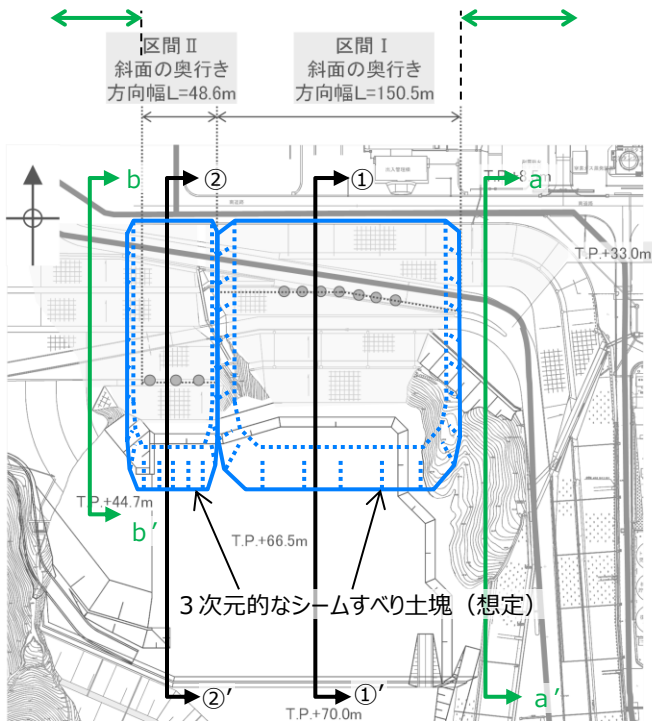 区間Ⅱ
斜面の奥行き
方向幅L=48.6m
区間Ⅰ
斜面の奥行き
方向幅L=150.5m
b
②
①
a
T.P.+8.5m
T.P.+33.0m
T.P.+44.7m
b′
T.P.+66.5m
３次元的なシームすべり土塊（想定）
②′
①′
a′
T.P.+70.0m